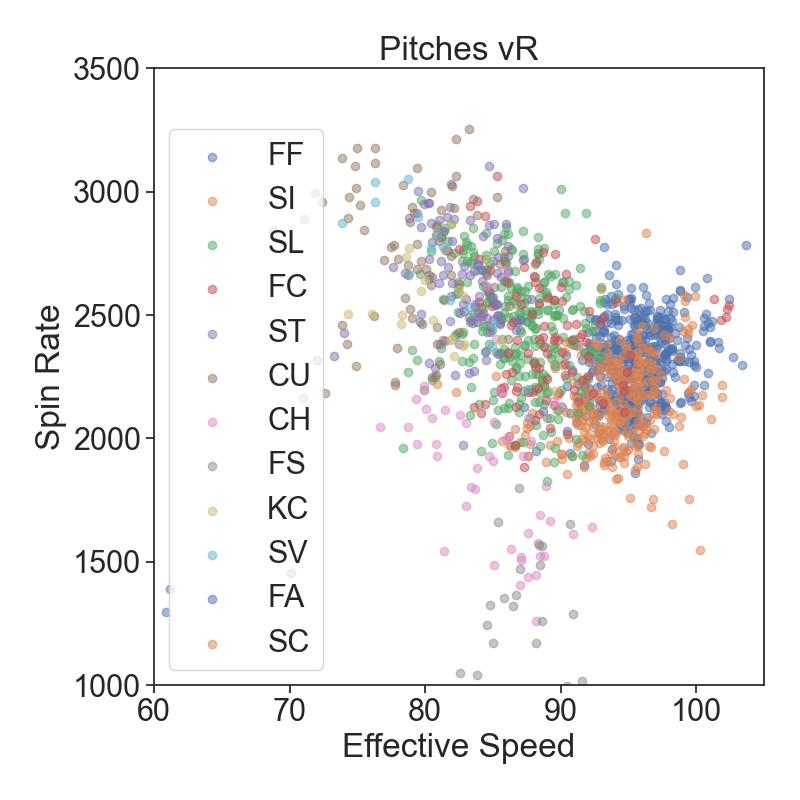 Pitches vR
3500
3000
2500
2000
1500
1000
Spin Rate
FF
SI
SL
FC
ST
CU
CH
FS
KC
SV
FA
SC
60 70 80 90 100
Effective Speed